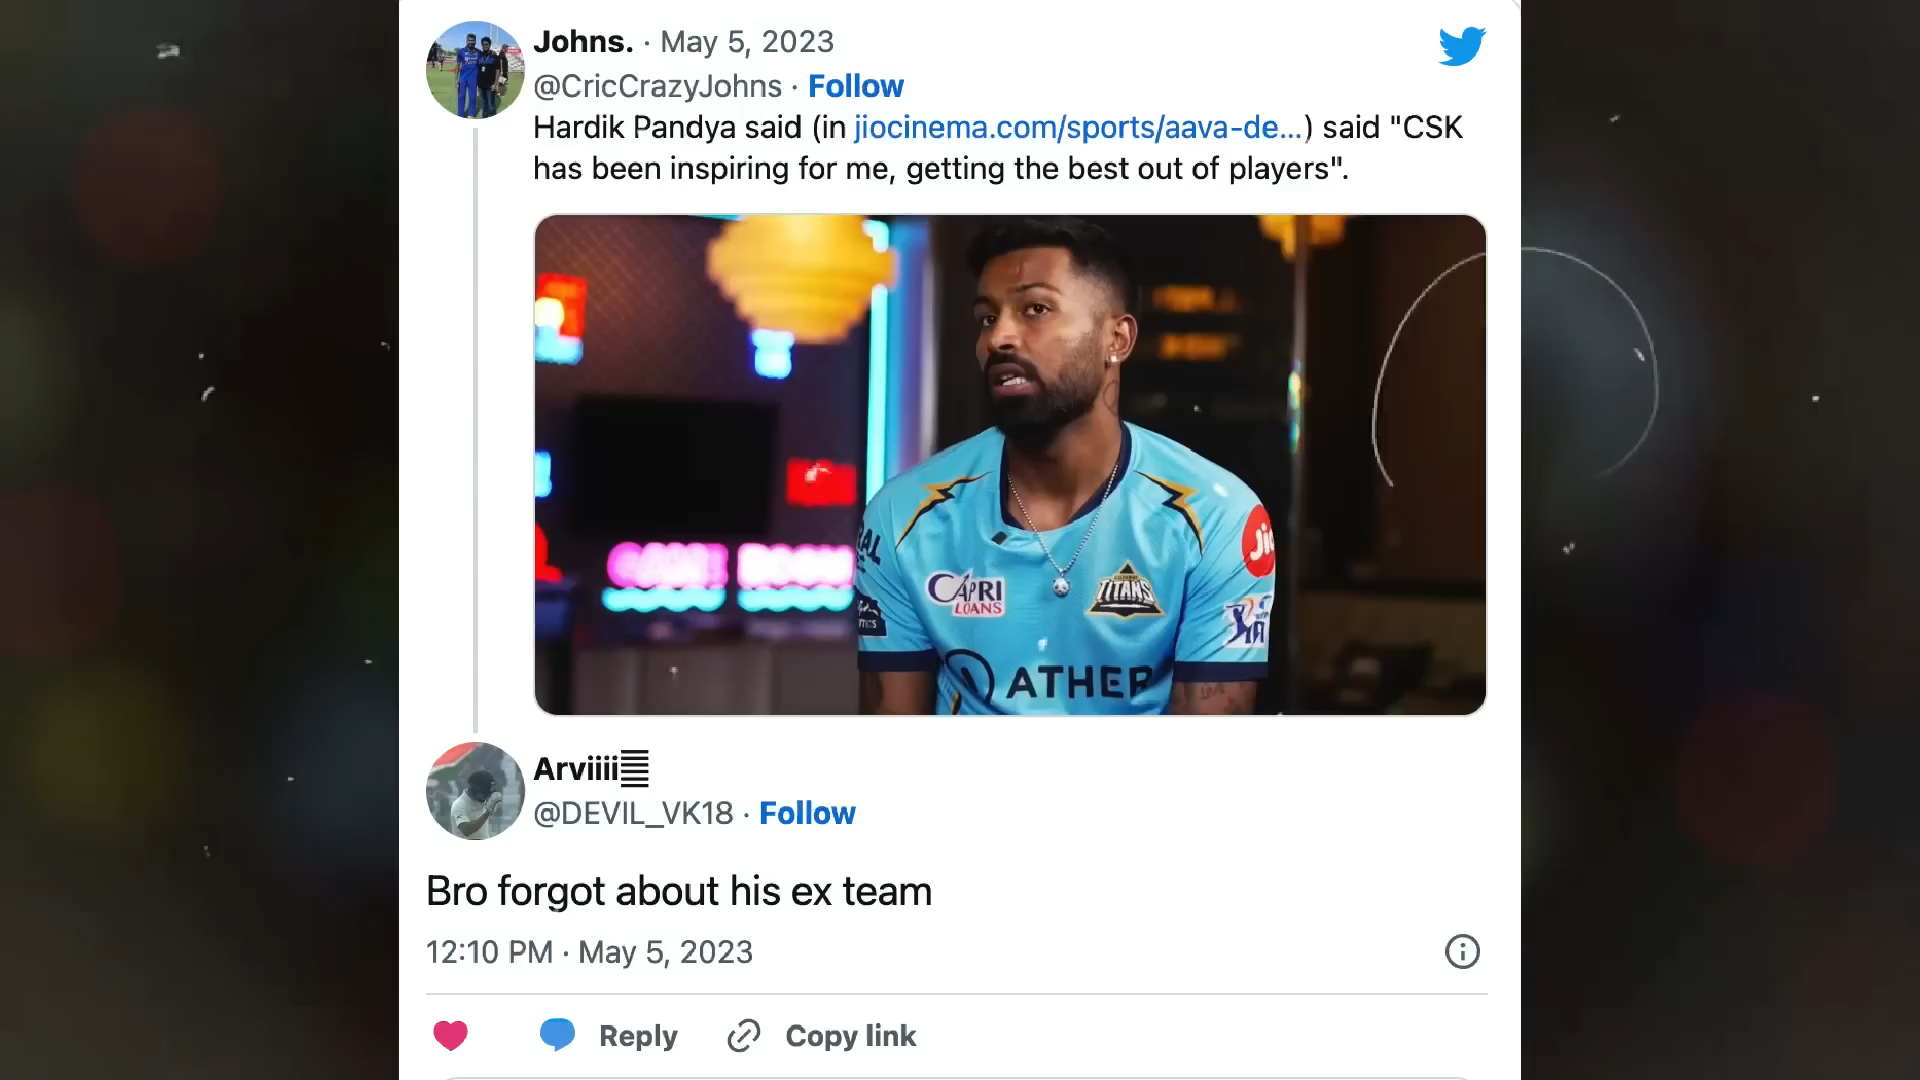 Johns. · May 5, 2023
@CricCrazyJohns · Follow
Hardik Pandya said (in jiocinema.com/sports/aava-de...) said "CSK
has been inspiring for me, getting the best out of players".
CAPRI
LOANS
TITANS
Jio
ATHER
Arviiii
@DEVIL_VK18 · Follow
Bro forgot about his ex team
12:10 PM · May 5, 2023
Reply
Copy link